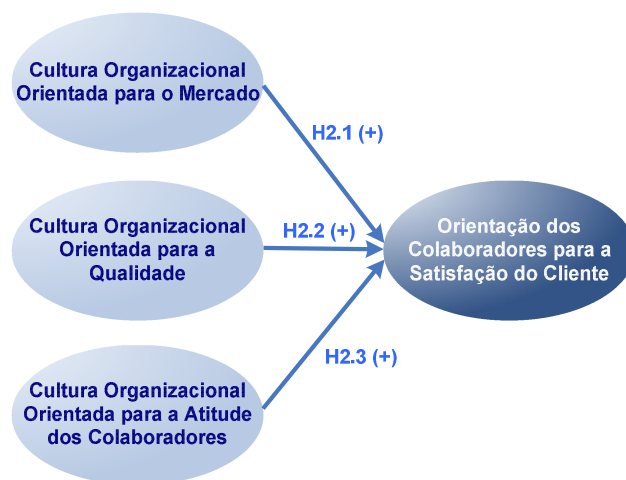 Cultura Organizacional
Orientada para o Mercado
H2.1 (+)
Cultura Organizacional
Orientada para a
Qualidade
H2.2 (+)
Orientação dos
Colaboradores para a
Satisfação do Cliente
H2.3 (+)
Cultura Organizacional
Orientada para a Atitude
dos Colaboradores